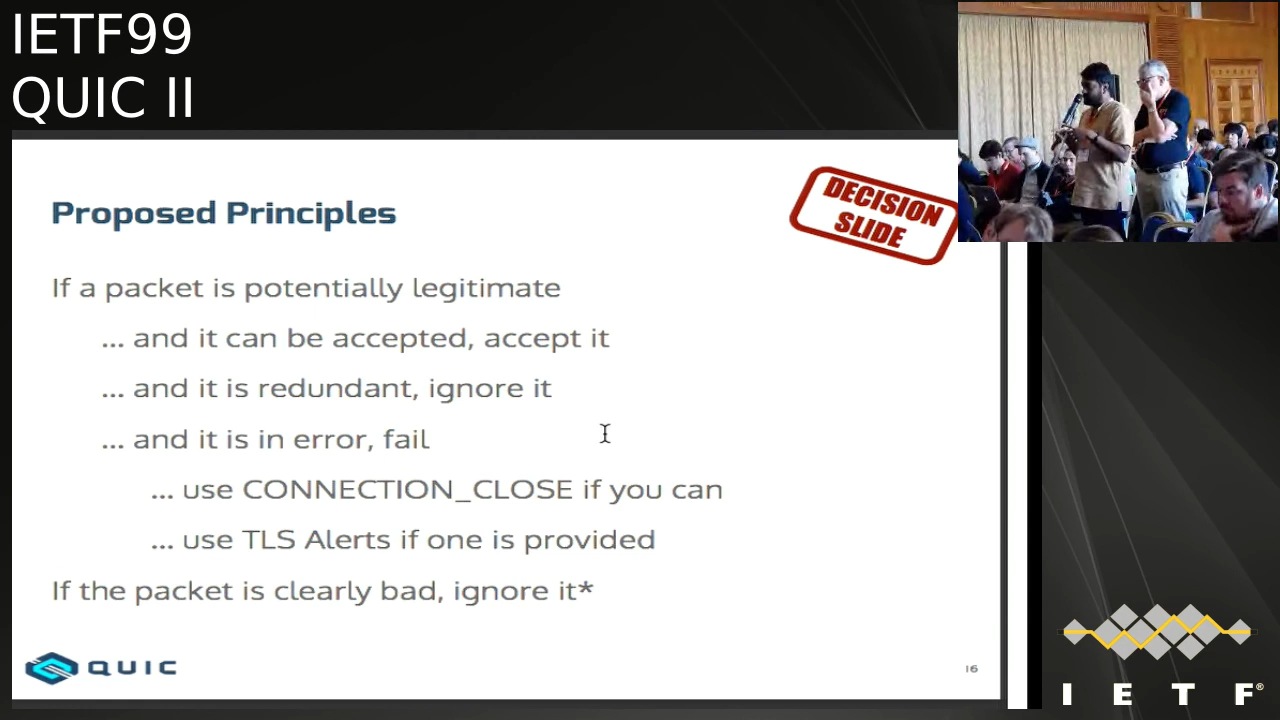 IETF99
QUIC II
DECISION
SLIDE
Proposed Principles
If a packet is potentially legitimate
... and it can be accepted, accept it
... and it is redundant, ignore it
... and it is in error, fail
... use CONNECTION_CLOSE if you can
... use TLS Alerts if one is provided
If the packet is clearly bad, ignore it*
QUIC
16
I E T F®